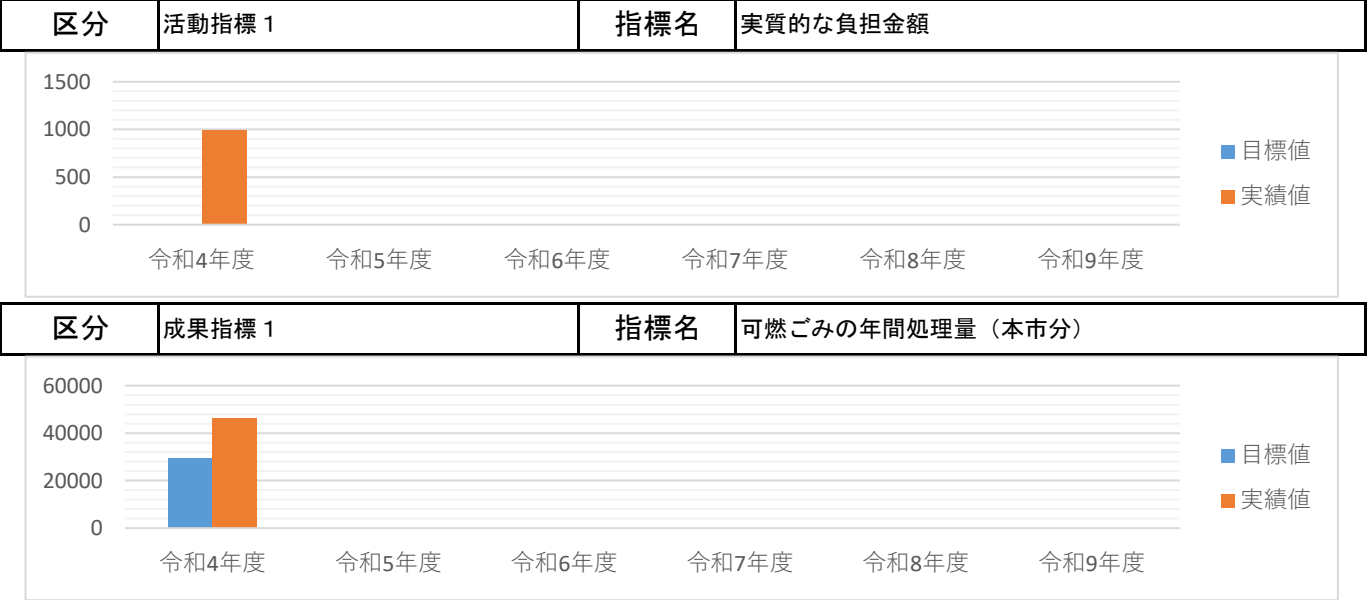 区分 活動指標１ 指標名 実質的な負担金額
1500
1000
500
0
令和4年度 令和5年度 令和6年度 令和7年度 令和8年度 令和9年度
目標値
実績値
区分 成果指標１ 指標名 可燃ごみの年間処理量（本市分）
60000
40000
20000
0
令和4年度 令和5年度 令和6年度 令和7年度 令和8年度 令和9年度
目標値
実績値